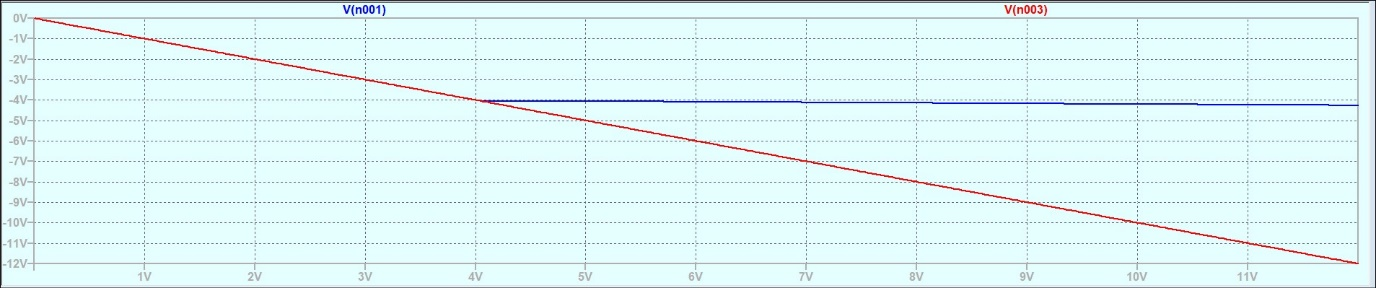 V(n001) V(n003)
0V
-1V
-2V
-3V
-4V
-5V
-6V
-7V
-8V
-9V
-10V
-11V
-12V
1V 2V 3V 4V 5V 6V 7V 8V 9V 10V 11V